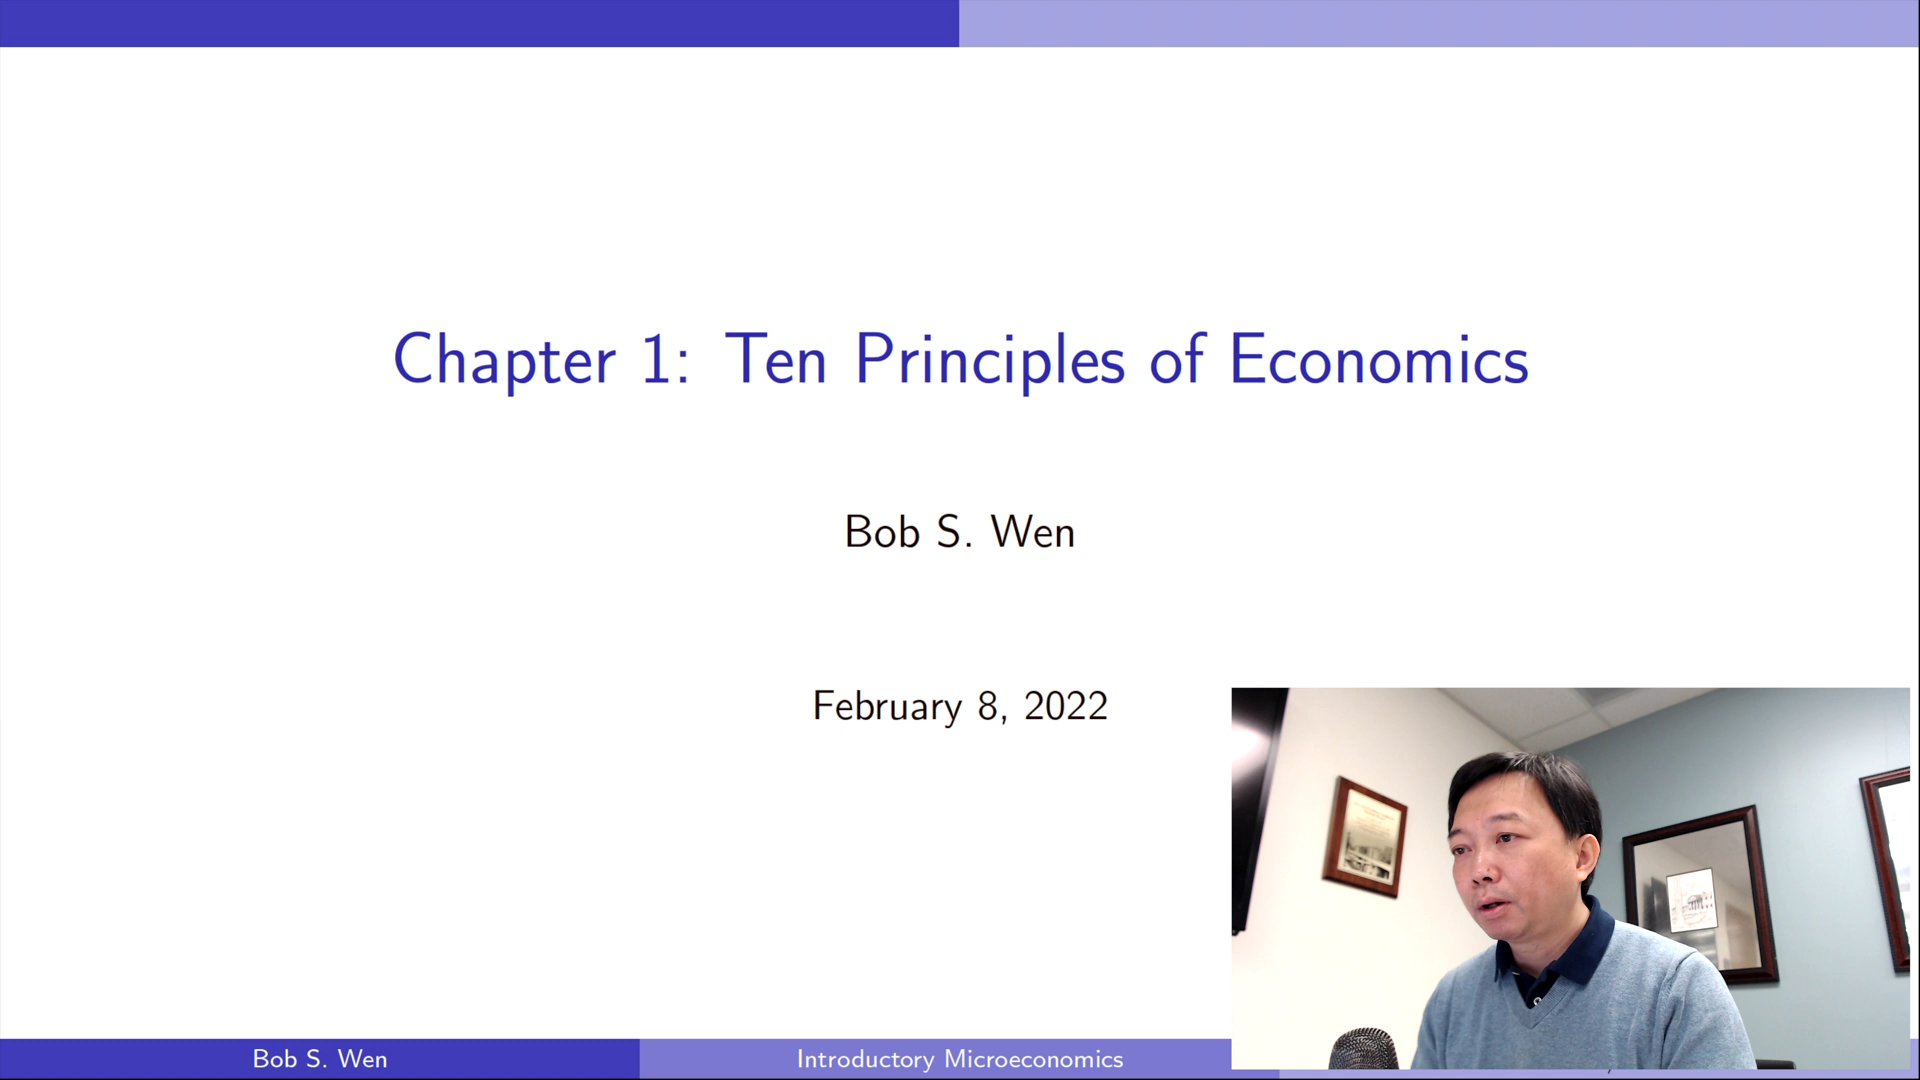 Chapter 1: Ten Principles of Economics
Bob S. Wen
February 8, 2022
Bob S. Wen
Introductory Microeconomics